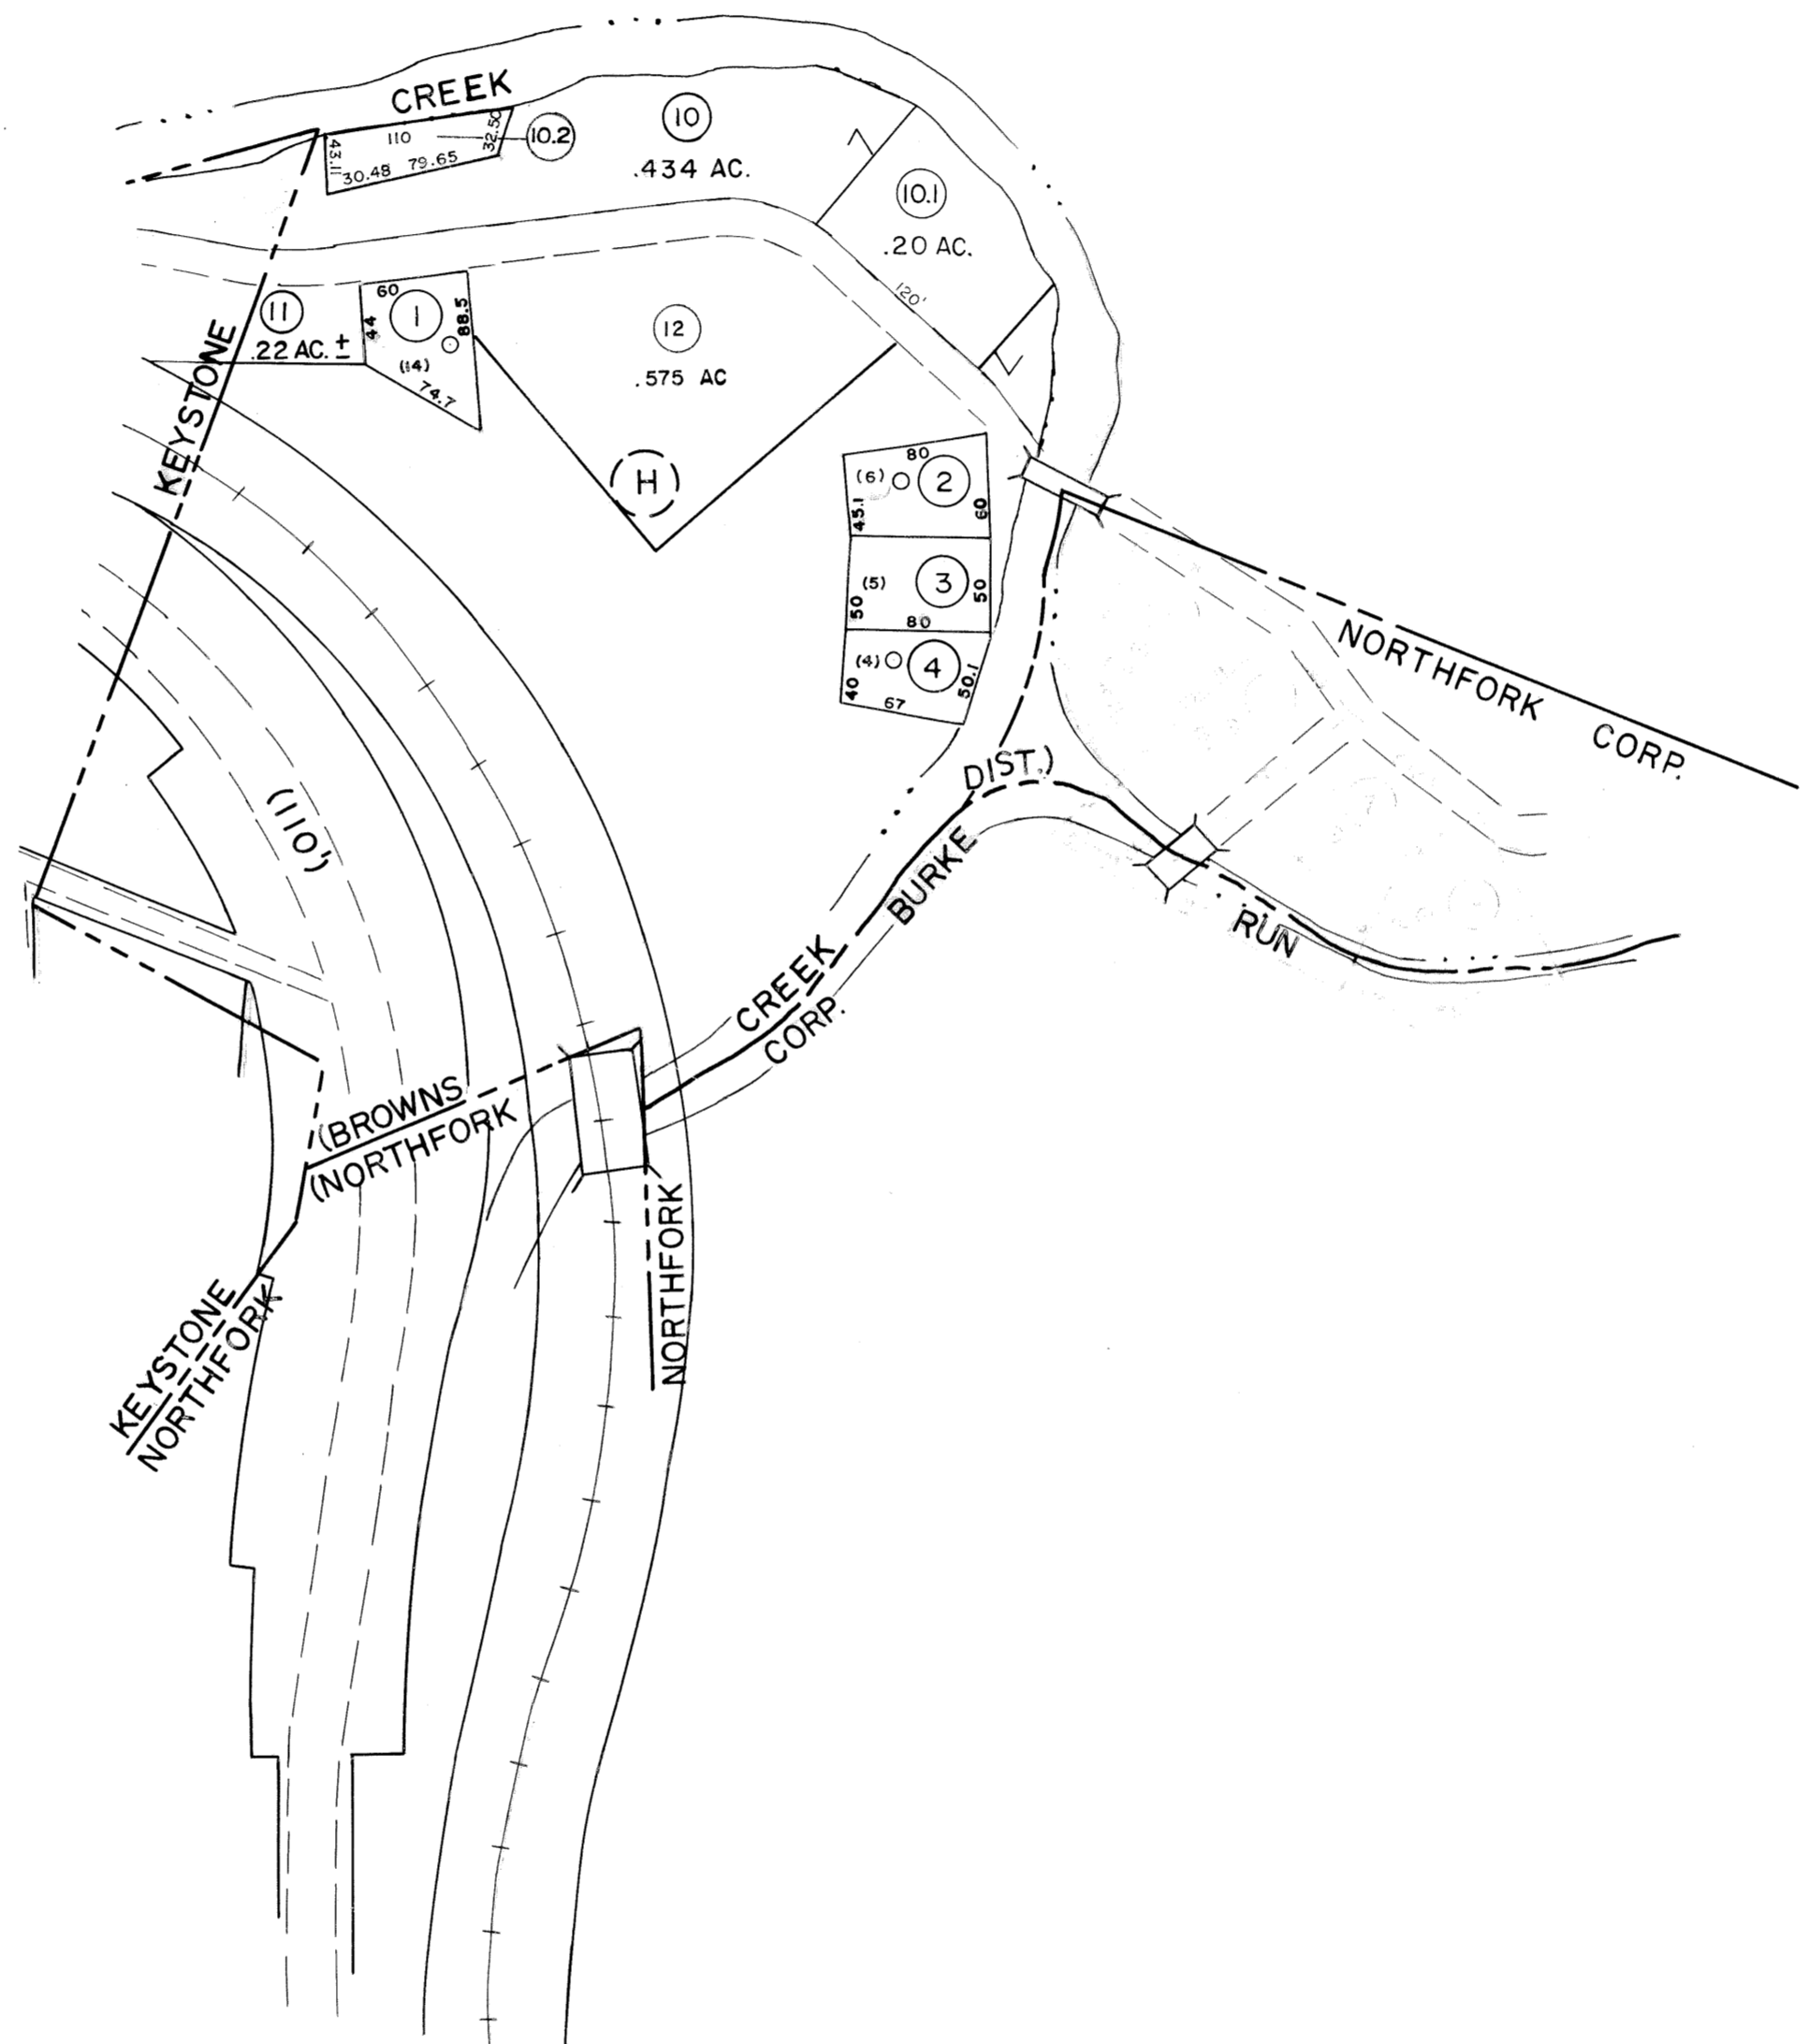 CREEK
110
43.11
30.48
79.65
32.50
10.2
10
.434 AC.
10.1
.20 AC.
120'
11
.22 AC. ±
60
1
44
88.5
(14)
74.7
12
.575 AC
H
KEYSTONE
80
(6)
2
45.1
60
(5)
3
50
50
80
(4)
4
40
50.1
67
NORTHFORK CORP.
(110')
DIST.)
BURKE
RUN
CREEK
CORP.
(BROWNS
(NORTHFORK
NORTHFORK
KEYSTONE
NORTHFORK